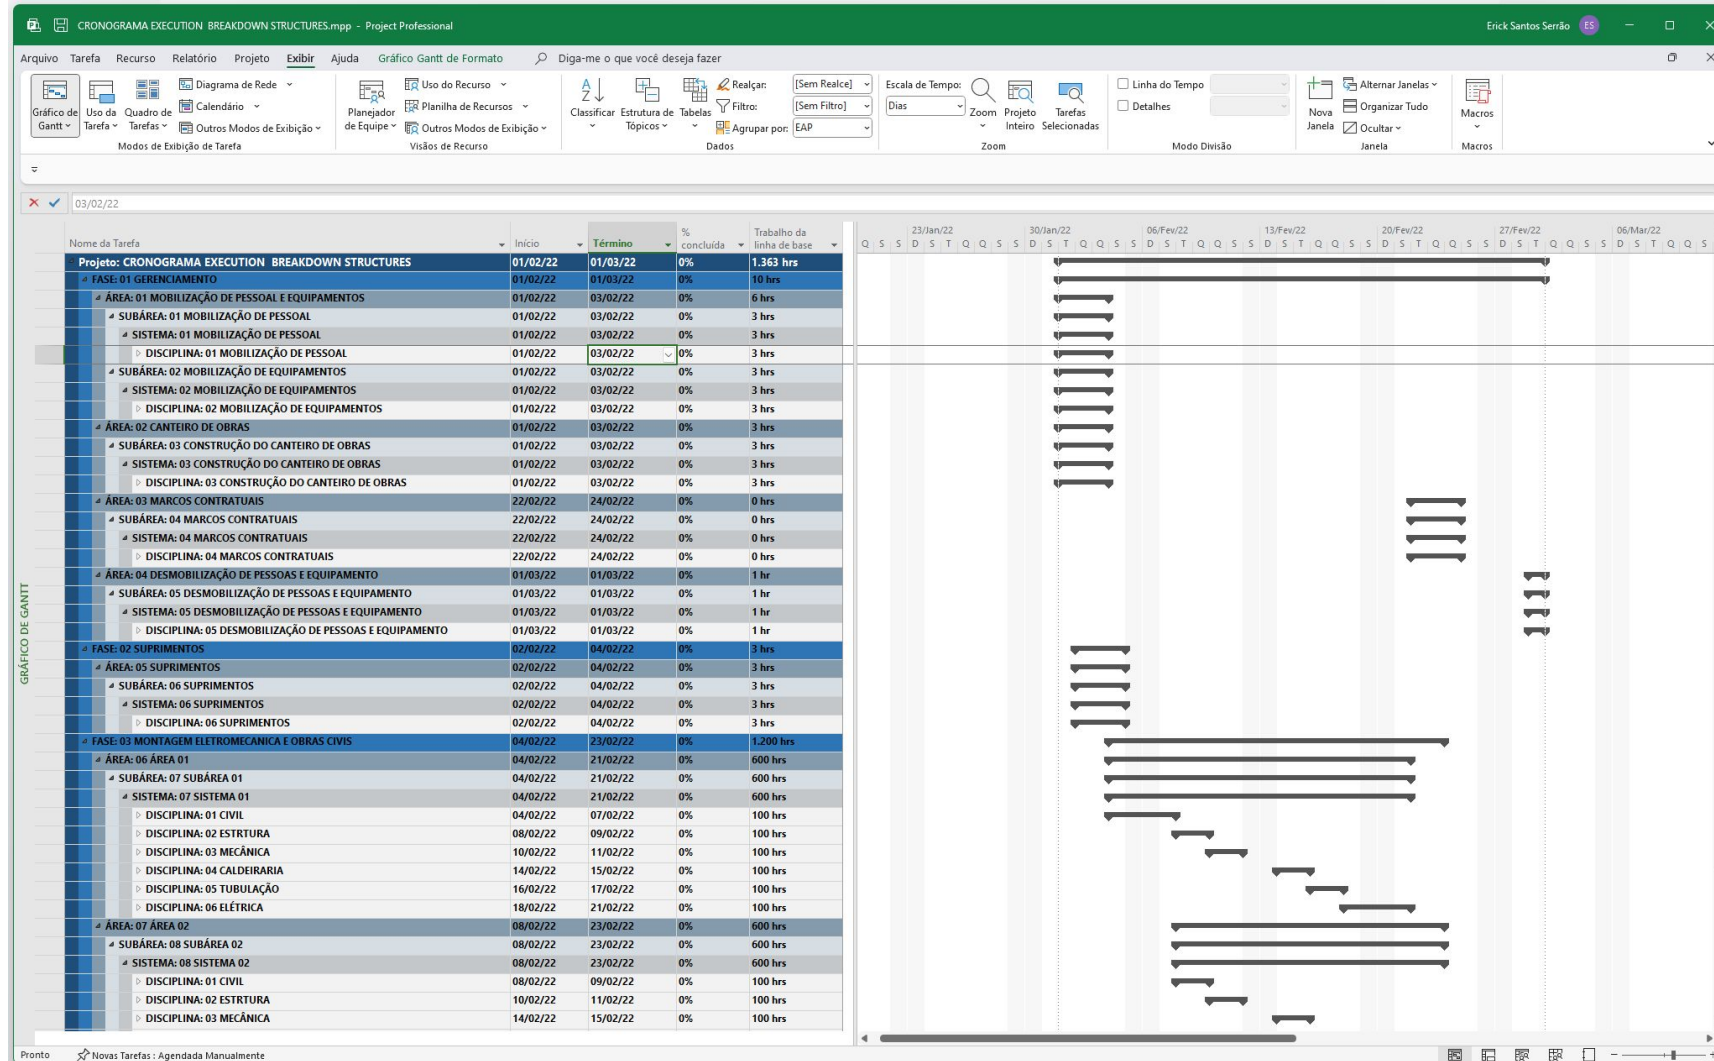 CRONOGRAMA EXECUTION BREAKDOWN STRUCTURES.mpp - Project Professional
Erick Santos Serrão ES
Arquivo Tarefa Recurso Relatório Projeto Exibir Ajuda Gráfico Gantt de Formato Diga-me o que você deseja fazer
Gráfico de Gantt
Uso da Tarefa
Quadro de Tarefas
Diagrama de Rede
Calendário
Outros Modos de Exibição
Modos de Exibição de Tarefa
Planejador de Equipe
Uso do Recurso
Planilha de Recursos
Outros Modos de Exibição
Visões de Recurso
Classificar
Estrutura de Tópicos
Tabelas
Realçar: [Sem Realce]
Filtro: [Sem Filtro]
Agrupar por: EAP
Dados
Escala de Tempo:
Dias
Zoom
Projeto Inteiro
Tarefas Selecionadas
Zoom
Linha do Tempo
Detalhes
Modo Divisão
Nova Janela
Alternar Janelas
Organizar Tudo
Ocultar
Janela
Macros
Macros
03/02/22
Nome da Tarefa Início Término % concluída Trabalho da linha de base
23/Jan/22 30/Jan/22 06/Fev/22 13/Fev/22 20/Fev/22 27/Fev/22 06/Mar/22
Q S S D S T Q Q S S D S T Q Q S S D S T Q Q S S D S T Q Q S S D S T Q Q S S D S T Q Q S S D S T Q Q S
Projeto: CRONOGRAMA EXECUTION BREAKDOWN STRUCTURES 01/02/22 01/03/22 0% 1.363 hrs
FASE: 01 GERENCIAMENTO 01/02/22 01/03/22 0% 10 hrs
ÁREA: 01 MOBILIZAÇÃO DE PESSOAL E EQUIPAMENTOS 01/02/22 03/02/22 0% 6 hrs
SUBÁREA: 01 MOBILIZAÇÃO DE PESSOAL 01/02/22 03/02/22 0% 3 hrs
SISTEMA: 01 MOBILIZAÇÃO DE PESSOAL 01/02/22 03/02/22 0% 3 hrs
DISCIPLINA: 01 MOBILIZAÇÃO DE PESSOAL 01/02/22 03/02/22 0% 3 hrs
SUBÁREA: 02 MOBILIZAÇÃO DE EQUIPAMENTOS 01/02/22 03/02/22 0% 3 hrs
SISTEMA: 02 MOBILIZAÇÃO DE EQUIPAMENTOS 01/02/22 03/02/22 0% 3 hrs
DISCIPLINA: 02 MOBILIZAÇÃO DE EQUIPAMENTOS 01/02/22 03/02/22 0% 3 hrs
ÁREA: 02 CANTEIRO DE OBRAS 01/02/22 03/02/22 0% 3 hrs
SUBÁREA: 03 CONSTRUÇÃO DO CANTEIRO DE OBRAS 01/02/22 03/02/22 0% 3 hrs
SISTEMA: 03 CONSTRUÇÃO DO CANTEIRO DE OBRAS 01/02/22 03/02/22 0% 3 hrs
DISCIPLINA: 03 CONSTRUÇÃO DO CANTEIRO DE OBRAS 01/02/22 03/02/22 0% 3 hrs
ÁREA: 03 MARCOS CONTRATUAIS 22/02/22 24/02/22 0% 0 hrs
SUBÁREA: 04 MARCOS CONTRATUAIS 22/02/22 24/02/22 0% 0 hrs
SISTEMA: 04 MARCOS CONTRATUAIS 22/02/22 24/02/22 0% 0 hrs
DISCIPLINA: 04 MARCOS CONTRATUAIS 22/02/22 24/02/22 0% 0 hrs
ÁREA: 04 DESMOBILIZAÇÃO DE PESSOAS E EQUIPAMENTO 01/03/22 01/03/22 0% 1 hr
SUBÁREA: 05 DESMOBILIZAÇÃO DE PESSOAS E EQUIPAMENTO 01/03/22 01/03/22 0% 1 hr
SISTEMA: 05 DESMOBILIZAÇÃO DE PESSOAS E EQUIPAMENTO 01/03/22 01/03/22 0% 1 hr
DISCIPLINA: 05 DESMOBILIZAÇÃO DE PESSOAS E EQUIPAMENTO 01/03/22 01/03/22 0% 1 hr
FASE: 02 SUPRIMENTOS 02/02/22 04/02/22 0% 3 hrs
ÁREA: 05 SUPRIMENTOS 02/02/22 04/02/22 0% 3 hrs
SUBÁREA: 06 SUPRIMENTOS 02/02/22 04/02/22 0% 3 hrs
SISTEMA: 06 SUPRIMENTOS 02/02/22 04/02/22 0% 3 hrs
DISCIPLINA: 06 SUPRIMENTOS 02/02/22 04/02/22 0% 3 hrs
FASE: 03 MONTAGEM ELETROMECANICA E OBRAS CIVIS 04/02/22 23/02/22 0% 1.200 hrs
ÁREA: 06 ÁREA 01 04/02/22 21/02/22 0% 600 hrs
SUBÁREA: 07 SUBÁREA 01 04/02/22 21/02/22 0% 600 hrs
SISTEMA: 07 SISTEMA 01 04/02/22 21/02/22 0% 600 hrs
DISCIPLINA: 01 CIVIL 04/02/22 07/02/22 0% 100 hrs
DISCIPLINA: 02 ESTRTURA 08/02/22 09/02/22 0% 100 hrs
DISCIPLINA: 03 MECÂNICA 10/02/22 11/02/22 0% 100 hrs
DISCIPLINA: 04 CALDEIRARIA 14/02/22 15/02/22 0% 100 hrs
DISCIPLINA: 05 TUBULAÇÃO 16/02/22 17/02/22 0% 100 hrs
DISCIPLINA: 06 ELÉTRICA 18/02/22 21/02/22 0% 100 hrs
ÁREA: 07 ÁREA 02 08/02/22 23/02/22 0% 600 hrs
SUBÁREA: 08 SUBÁREA 02 08/02/22 23/02/22 0% 600 hrs
SISTEMA: 08 SISTEMA 02 08/02/22 23/02/22 0% 600 hrs
DISCIPLINA: 01 CIVIL 08/02/22 09/02/22 0% 100 hrs
DISCIPLINA: 02 ESTRTURA 10/02/22 11/02/22 0% 100 hrs
DISCIPLINA: 03 MECÂNICA 14/02/22 15/02/22 0% 100 hrs
GRÁFICO DE GANTT
Pronto Novas Tarefas : Agendada Manualmente